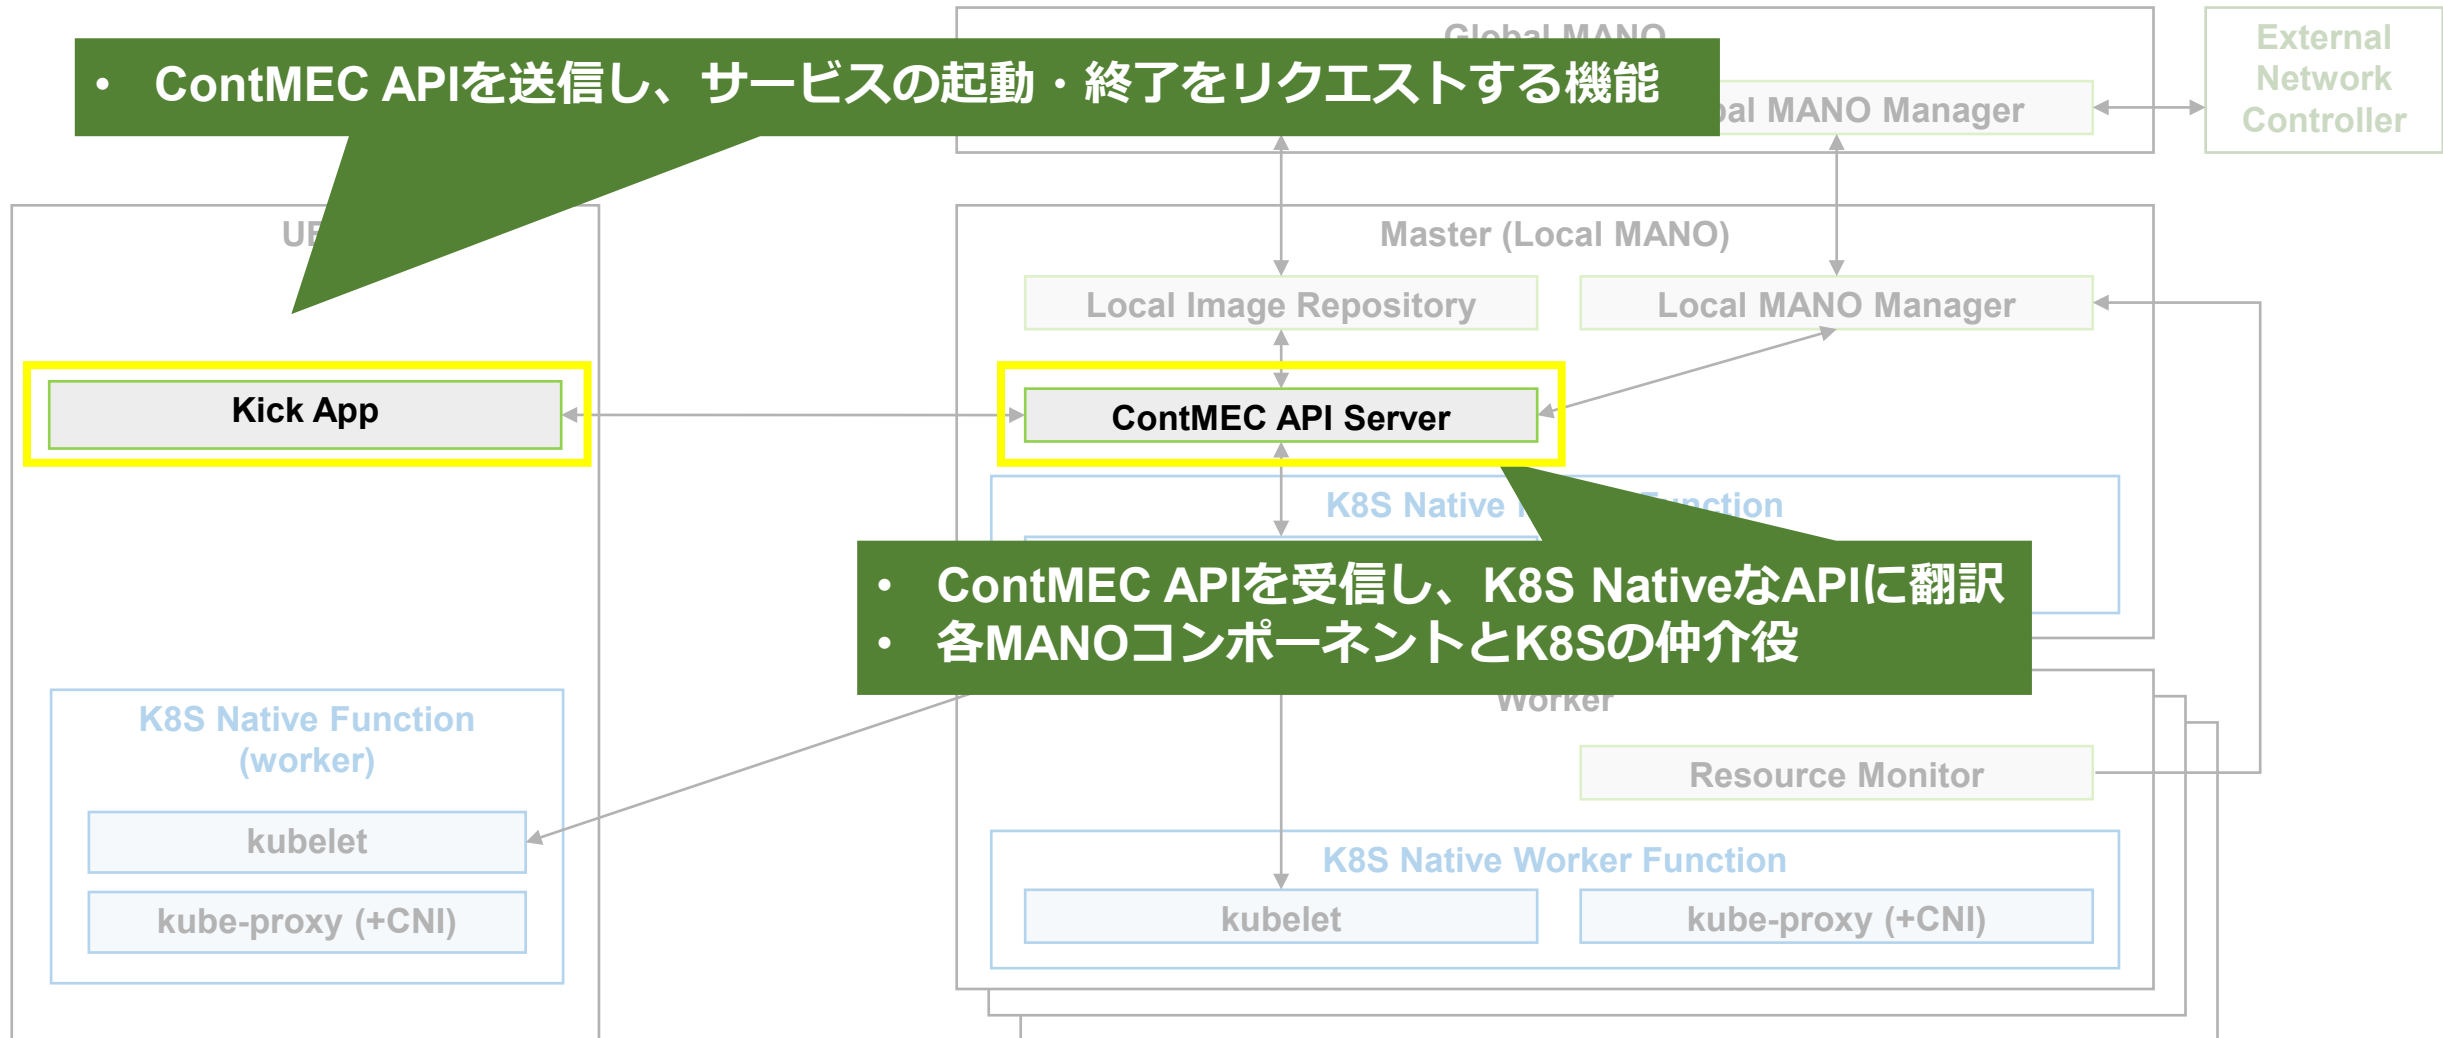 Global MANO
External
Network
Controller
• ContMEC APIを送信し、サービスの起動・終了をリクエストする機能
MANO Manager
Master (Local MANO)
Local Image Repository
Local MANO Manager
Kick App
ContMEC API Server
K8S Native
• ContMEC APIを受信し、K8S NativeなAPIに翻訳
• 各MANOコンポーネントとK8Sの仲介役
Worker
K8S Native Function
(worker)
Resource Monitor
kubelet
kube-proxy (+CNI)
K8S Native Worker Function
kubelet
kube-proxy (+CNI)